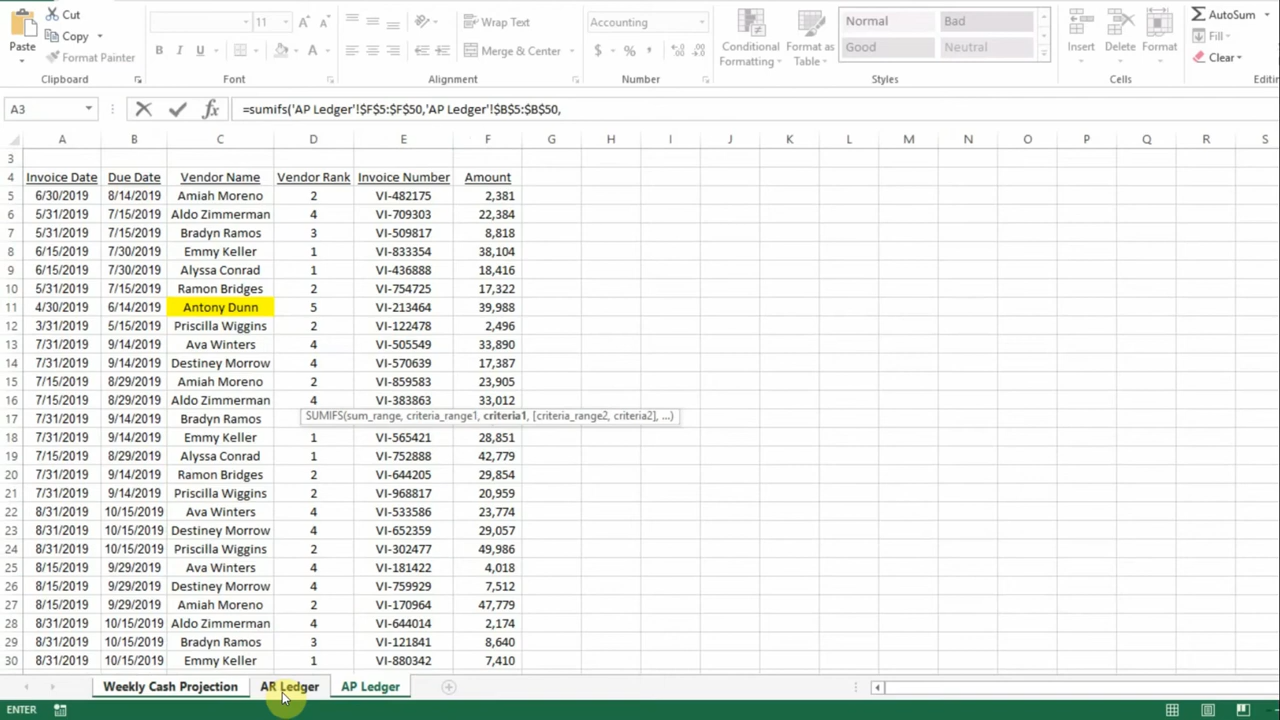 Cut
Copy
Paste
Format Painter
Clipboard
11
A A
B I U
A
Font
Wrap Text
Merge & Center
Alignment
Accounting
$ % ,
Number
Conditional Formatting
Format as Table
Normal Bad
Good Neutral
Styles
Insert Delete Format
Cells
AutoSum
Fill
Clear
Editin
A3 fx =sumifs('AP Ledger'!$F$5:$F$50,'AP Ledger'!$B$5:$B$50,
A B C D E F G H I J K L M N O P Q R S
3
4 Invoice Date Due Date Vendor Name Vendor Rank Invoice Number Amount
5 6/30/2019 8/14/2019 Amiah Moreno 2 VI-482175 2,381
6 5/31/2019 7/15/2019 Aldo Zimmerman 4 VI-709303 22,384
7 5/31/2019 7/15/2019 Bradyn Ramos 3 VI-509817 8,818
8 6/15/2019 7/30/2019 Emmy Keller 1 VI-833354 38,104
9 6/15/2019 7/30/2019 Alyssa Conrad 1 VI-436888 18,416
10 5/31/2019 7/15/2019 Ramon Bridges 2 VI-754725 17,322
11 4/30/2019 6/14/2019 Antony Dunn 5 VI-213464 39,988
12 3/31/2019 5/15/2019 Priscilla Wiggins 2 VI-122478 2,496
13 7/31/2019 9/14/2019 Ava Winters 4 VI-505549 33,890
14 7/31/2019 9/14/2019 Destiney Morrow 4 VI-570639 17,387
15 7/15/2019 8/29/2019 Amiah Moreno 2 VI-859583 23,905
16 7/15/2019 8/29/2019 Aldo Zimmerman 4 VI-383863 33,012
17 7/31/2019 9/14/2019 Bradyn Ramos SUMIFS(sum_range, criteria_range1, criteria1, [criteria_range2, criteria2], ...)
18 7/31/2019 9/14/2019 Emmy Keller 1 VI-565421 28,851
19 7/15/2019 8/29/2019 Alyssa Conrad 1 VI-752888 42,779
20 7/31/2019 9/14/2019 Ramon Bridges 2 VI-644205 29,854
21 7/31/2019 9/14/2019 Priscilla Wiggins 2 VI-968817 20,959
22 8/31/2019 10/15/2019 Ava Winters 4 VI-533586 23,774
23 8/31/2019 10/15/2019 Destiney Morrow 4 VI-652359 29,057
24 8/31/2019 10/15/2019 Priscilla Wiggins 2 VI-302477 49,986
25 8/15/2019 9/29/2019 Ava Winters 4 VI-181422 4,018
26 8/15/2019 9/29/2019 Destiney Morrow 4 VI-759929 7,512
27 8/15/2019 9/29/2019 Amiah Moreno 2 VI-170964 47,779
28 8/31/2019 10/15/2019 Aldo Zimmerman 4 VI-644014 2,174
29 8/31/2019 10/15/2019 Bradyn Ramos 3 VI-121841 8,640
30 8/31/2019 10/15/2019 Emmy Keller 1 VI-880342 7,410
Weekly Cash Projection AR Ledger AP Ledger
ENTER